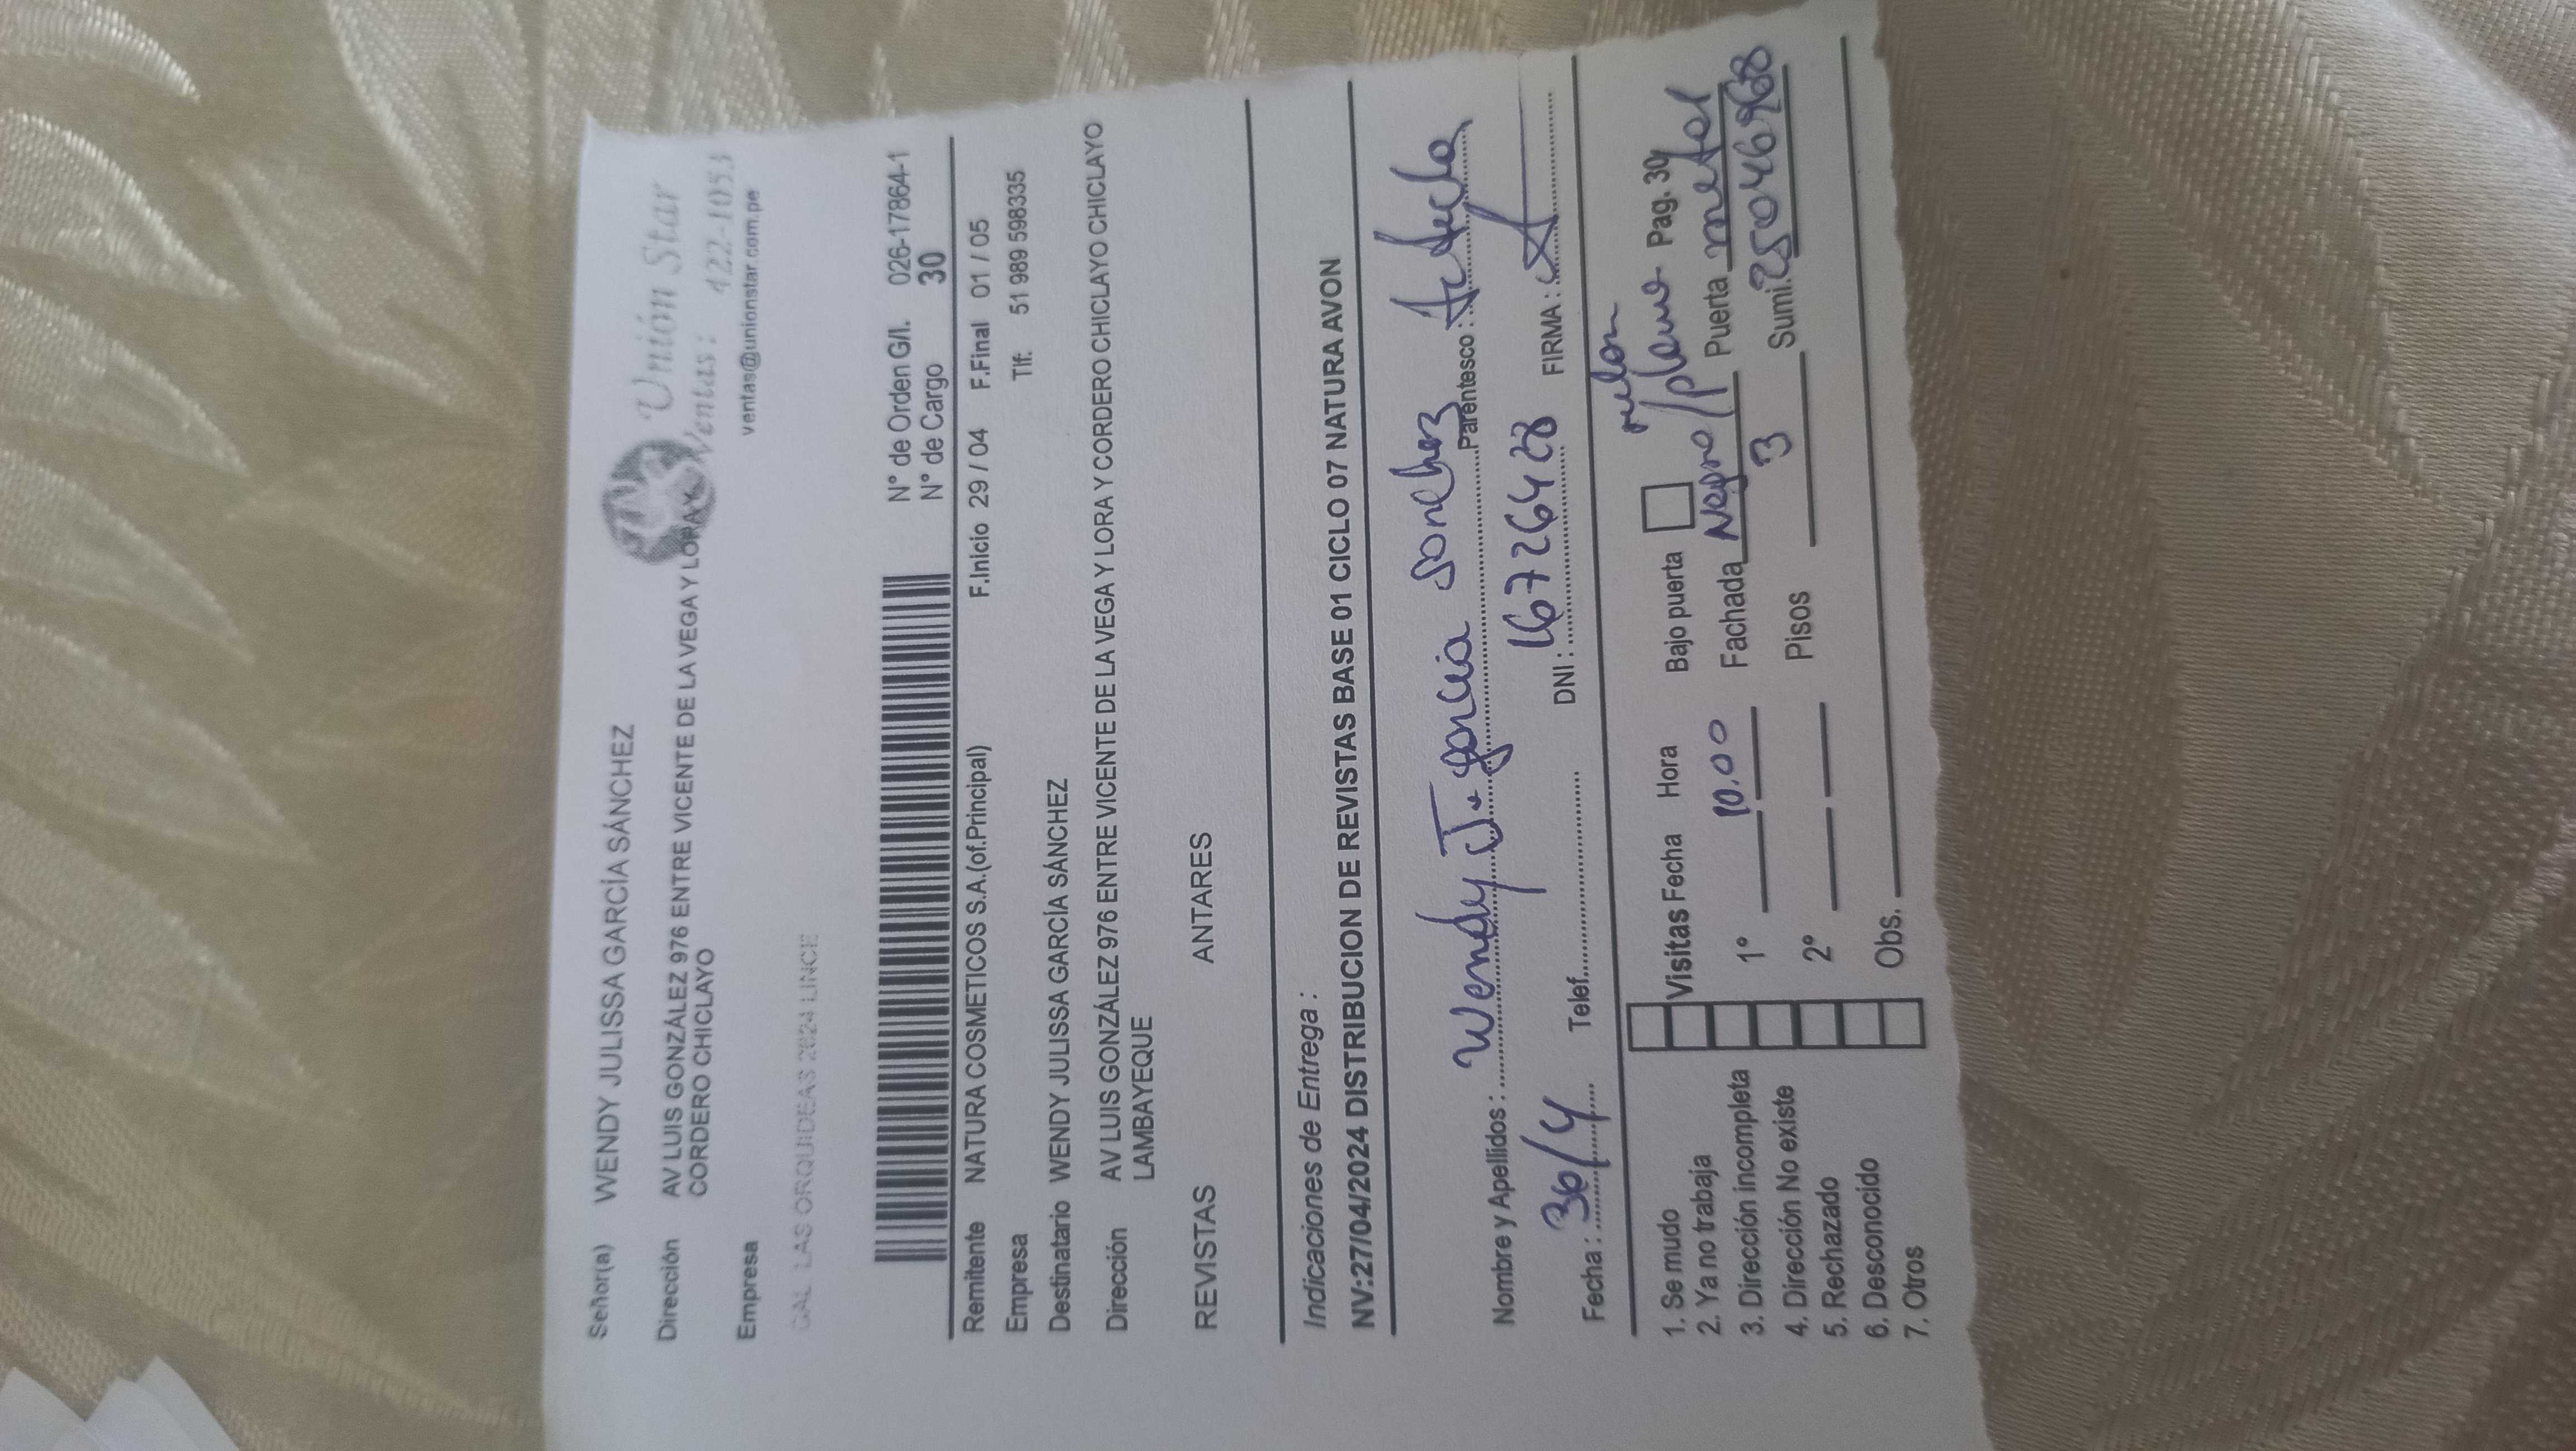 Señor(a) WENDY JULISSA GARCÍA SÁNCHEZ
Unión Star
Ventas: 422-1053
ventas@unionstar.com.pe
Dirección AV LUIS GONZÁLEZ 976 ENTRE VICENTE DE LA VEGA Y LORA Y
CORDERO CHICLAYO
Empresa
CAL LAS ORQUIDEAS 2624 LINCE
N° de Orden G/I. 026-17864-1
N° de Cargo 30
Remitente NATURA COSMETICOS S.A.(of.Principal) F.Inicio 29 / 04 F.Final 01 / 05
Empresa Tlf: 51 989 598335
Destinatario WENDY JULISSA GARCÍA SÁNCHEZ
Dirección AV LUIS GONZÁLEZ 976 ENTRE VICENTE DE LA VEGA Y LORA Y CORDERO CHICLAYO CHICLAYO
LAMBAYEQUE
REVISTAS ANTARES
Indicaciones de Entrega :
NV:27/04/2024 DISTRIBUCION DE REVISTAS BASE 01 CICLO 07 NATURA AVON
Nombre y Apellidos : Wendy J. García Sanchez Parentesco :
Fecha : 30/4 Telef. DNI : 16726428 FIRMA :
1. Se mudo
2. Ya no trabaja
3. Dirección incompleta
4. Dirección No existe
5. Rechazado
6. Desconocido
7. Otros
Visitas Fecha Hora Bajo puerta Pag. 30
1° 10.00 Fachada Negro/plomo Puerta metal
2° Pisos 3 Sumi. 25046968
Obs.